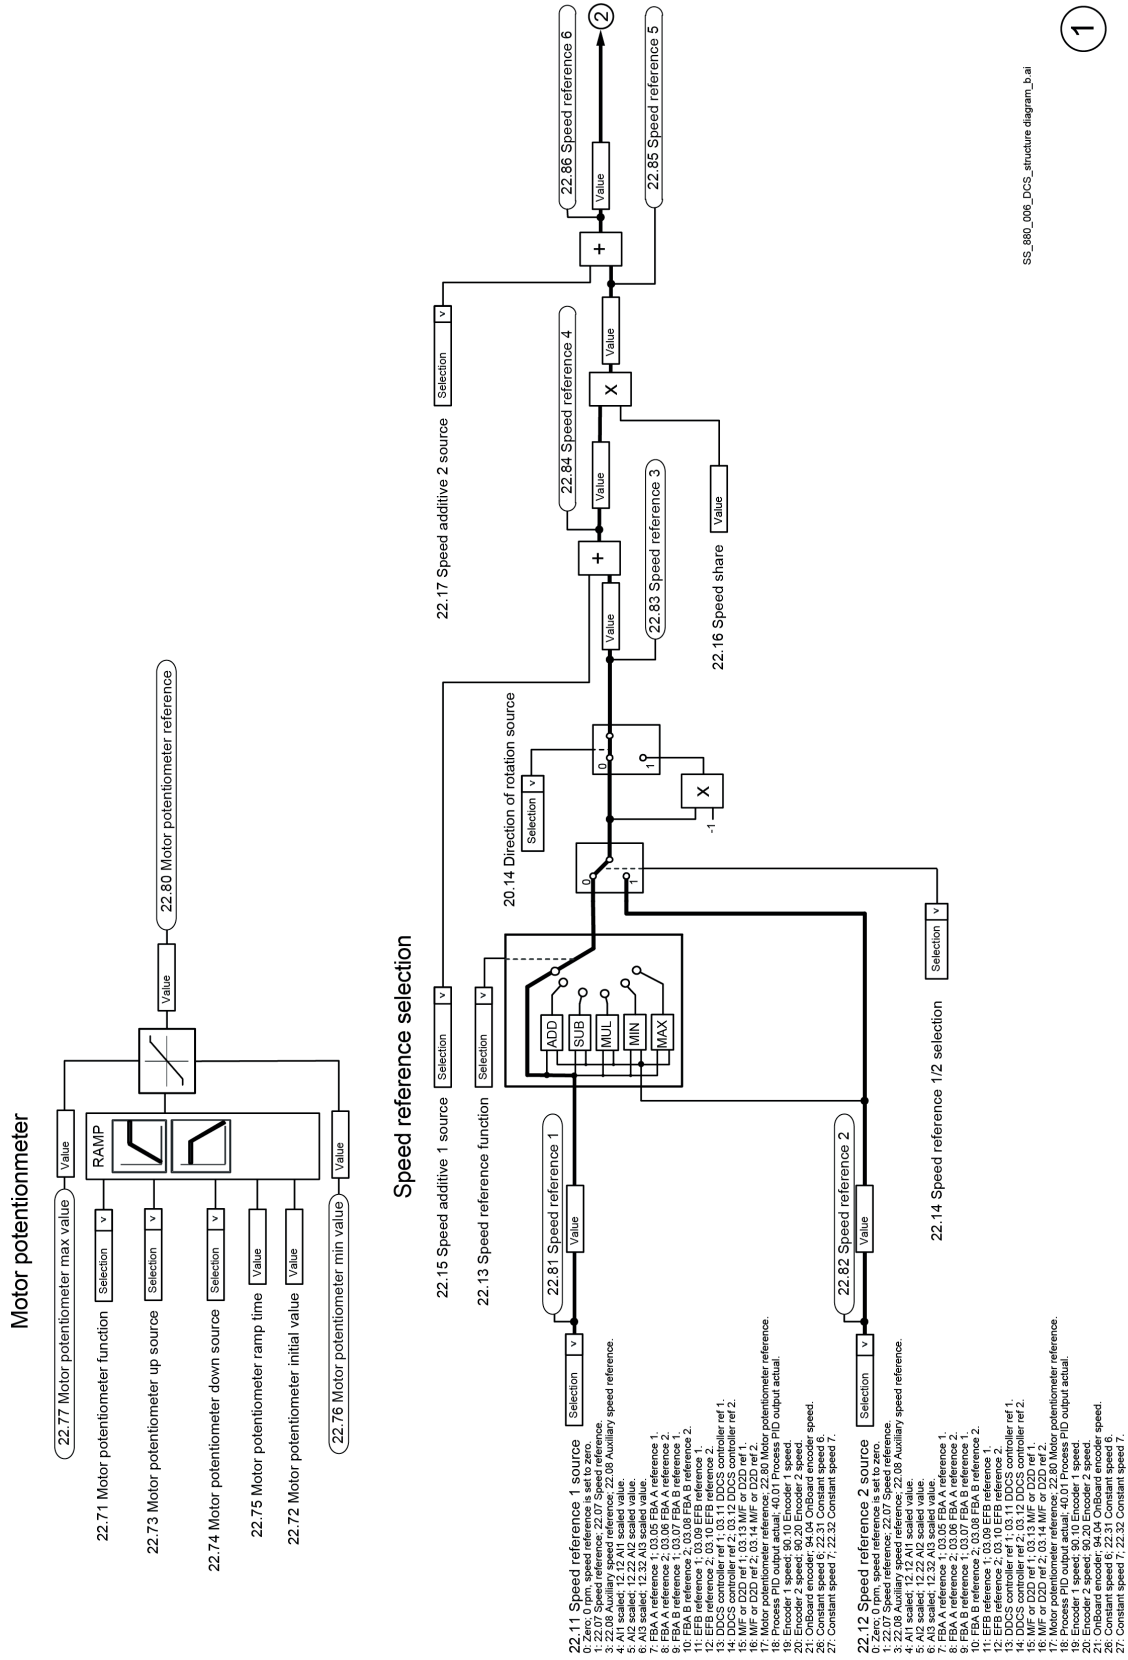 Motor potentionmeter
22.77 Motor potentiometer max value
Value
22.71 Motor potentiometer function
Selection v
22.73 Motor potentiometer up source
Selection v
22.74 Motor potentiometer down source
Selection v
22.75 Motor potentiometer ramp time
Value
22.72 Motor potentiometer initial value
Value
22.76 Motor potentiometer min value
Value
RAMP
Value
22.80 Motor potentiometer reference
Speed reference selection
22.15 Speed additive 1 source
Selection v
22.13 Speed reference function
Selection v
22.81 Speed reference 1
Value
22.11 Speed reference 1 source
Selection v
0: Zero; 0 rpm, speed reference is set to zero.
1: 22.07 Speed reference; 22.07 Speed reference.
3: 22.08 Auxiliary speed reference; 22.08 Auxiliary speed reference.
4: AI1 scaled; 12.12 AI1 scaled value.
5: AI2 scaled; 12.22 AI2 scaled value.
6: AI3 scaled; 12.32 AI3 scaled value.
7: FBA A reference 1; 03.05 FBA A reference 1.
8: FBA A reference 2; 03.06 FBA A reference 2.
9: FBA B reference 1; 03.07 FBA B reference 1.
10: FBA B reference 2; 03.08 FBA B reference 2.
11: EFB reference 1; 03.09 EFB reference 1.
12: EFB reference 2; 03.10 EFB reference 2.
13: DDCS controller ref 1; 03.11 DDCS controller ref 1.
14: DDCS controller ref 2; 03.12 DDCS controller ref 2.
15: M/F or D2D ref 1; 03.13 M/F or D2D ref 1.
16: M/F or D2D ref 2; 03.14 M/F or D2D ref 2.
17: Motor potentiometer reference; 22.80 Motor potentiometer reference.
18: Process PID output actual; 40.01 Process PID output actual.
19: Encoder 1 speed; 90.10 Encoder 1 speed.
20: Encoder 2 speed; 90.20 Encoder 2 speed.
21: OnBoard encoder; 94.04 OnBoard encoder speed.
26: Constant speed 6; 22.31 Constant speed 6.
27: Constant speed 7; 22.32 Constant speed 7.
22.82 Speed reference 2
Value
22.12 Speed reference 2 source
Selection v
0: Zero; 0 rpm, speed reference is set to zero.
1: 22.07 Speed reference; 22.07 Speed reference.
3: 22.08 Auxiliary speed reference; 22.08 Auxiliary speed reference.
4: AI1 scaled; 12.12 AI1 scaled value.
5: AI2 scaled; 12.22 AI2 scaled value.
6: AI3 scaled; 12.32 AI3 scaled value.
7: FBA A reference 1; 03.05 FBA A reference 1.
8: FBA A reference 2; 03.06 FBA A reference 2.
9: FBA B reference 1; 03.07 FBA B reference 1.
10: FBA B reference 2; 03.08 FBA B reference 2.
11: EFB reference 1; 03.09 EFB reference 1.
12: EFB reference 2; 03.10 EFB reference 2.
13: DDCS controller ref 1; 03.11 DDCS controller ref 1.
14: DDCS controller ref 2; 03.12 DDCS controller ref 2.
15: M/F or D2D ref 1; 03.13 M/F or D2D ref 1.
16: M/F or D2D ref 2; 03.14 M/F or D2D ref 2.
17: Motor potentiometer reference; 22.80 Motor potentiometer reference.
18: Process PID output actual; 40.01 Process PID output actual.
19: Encoder 1 speed; 90.10 Encoder 1 speed.
20: Encoder 2 speed; 90.20 Encoder 2 speed.
21: OnBoard encoder; 94.04 OnBoard encoder speed.
26: Constant speed 6; 22.31 Constant speed 6.
27: Constant speed 7; 22.32 Constant speed 7.
ADD
SUB
MUL
MIN
MAX
0
1
22.14 Speed reference 1/2 selection
Selection v
20.14 Direction of rotation source
Selection v
0
1
X
-1
22.83 Speed reference 3
Value
+
22.84 Speed reference 4
Value
22.16 Speed share
Value
X
Value
22.17 Speed additive 2 source
Selection v
+
22.85 Speed reference 5
22.86 Speed reference 6
Value
2
SS_880_006_DCS_structure diagram_b.ai
1